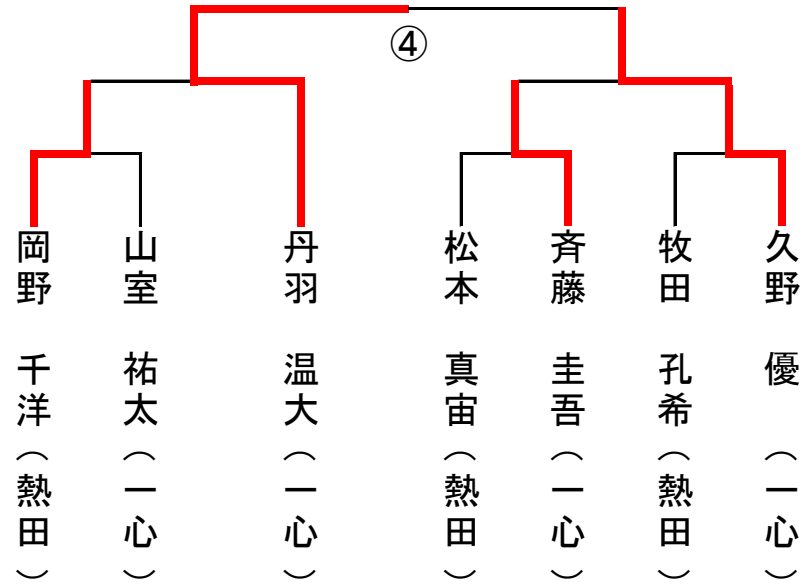 ④
岡野 千洋（熱田）
山室 祐太（一心）
丹羽 温大（一心）
松本 真宙（熱田）
斉藤 圭吾（一心）
牧田 孔希（熱田）
久野 優（一心）